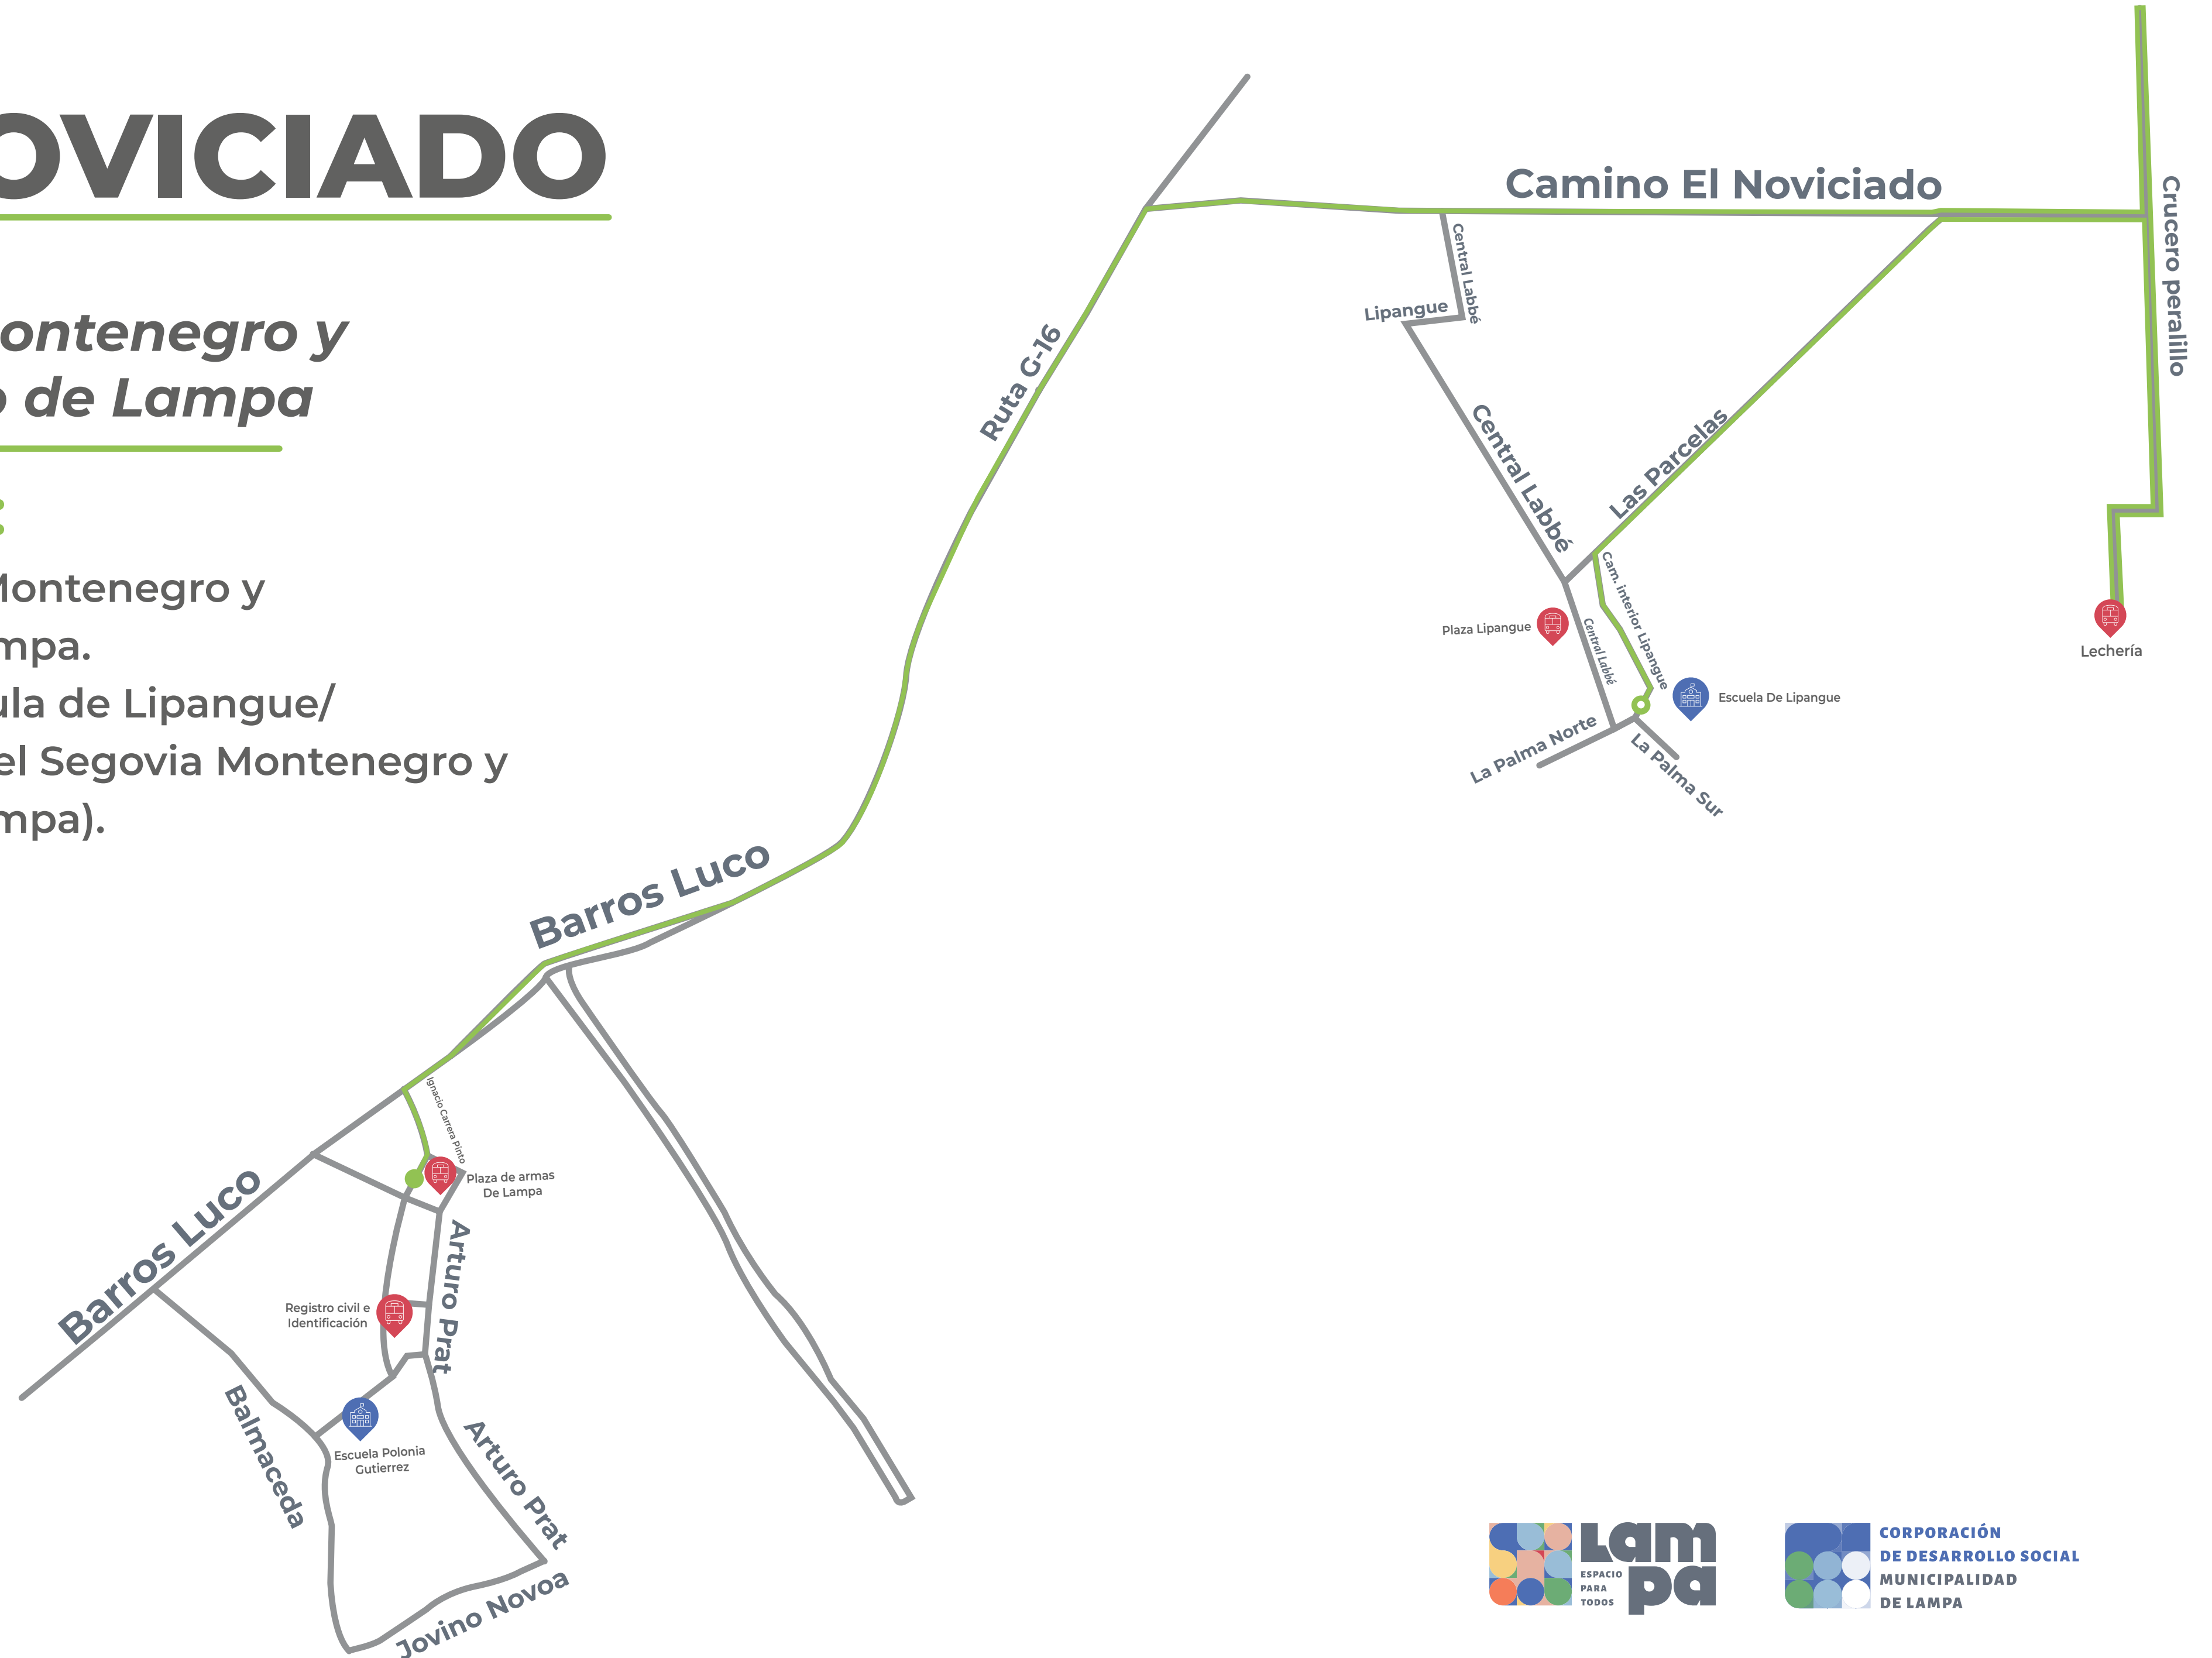 OVICIADO
ontenegro y
de Lampa
:
Montenegro y
mpa.
ula de Lipangue/
el Segovia Montenegro y
mpa).
Camino El Noviciado
Crucero peralillo
Central Labbé
Lipangue
Ruta G-16
Central Labbé
Las Parcelas
Cam. interior Lipangue
Plaza Lipangue
Central Labbé
Lechería
Escuela De Lipangue
La Palma Norte
La Palma Sur
Barros Luco
Ignacio Carrera Pinto
Plaza de armas
De Lampa
Barros Luco
Arturo Prat
Registro civil e
Identificación
Balmaceda
Escuela Polonia
Gutierrez
Arturo Prat
Jovino Novoa
Lampa
ESPACIO
PARA
TODOS
CORPORACIÓN
DE DESARROLLO SOCIAL
MUNICIPALIDAD
DE LAMPA